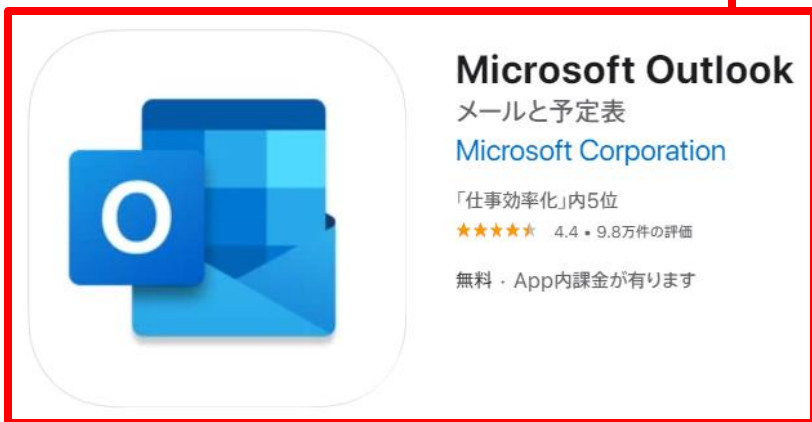 O
Microsoft Outlook
メールと予定表
Microsoft Corporation
「仕事効率化」内5位
★★★★★ 4.4 • 9.8万件の評価
無料 · App内課金が有ります